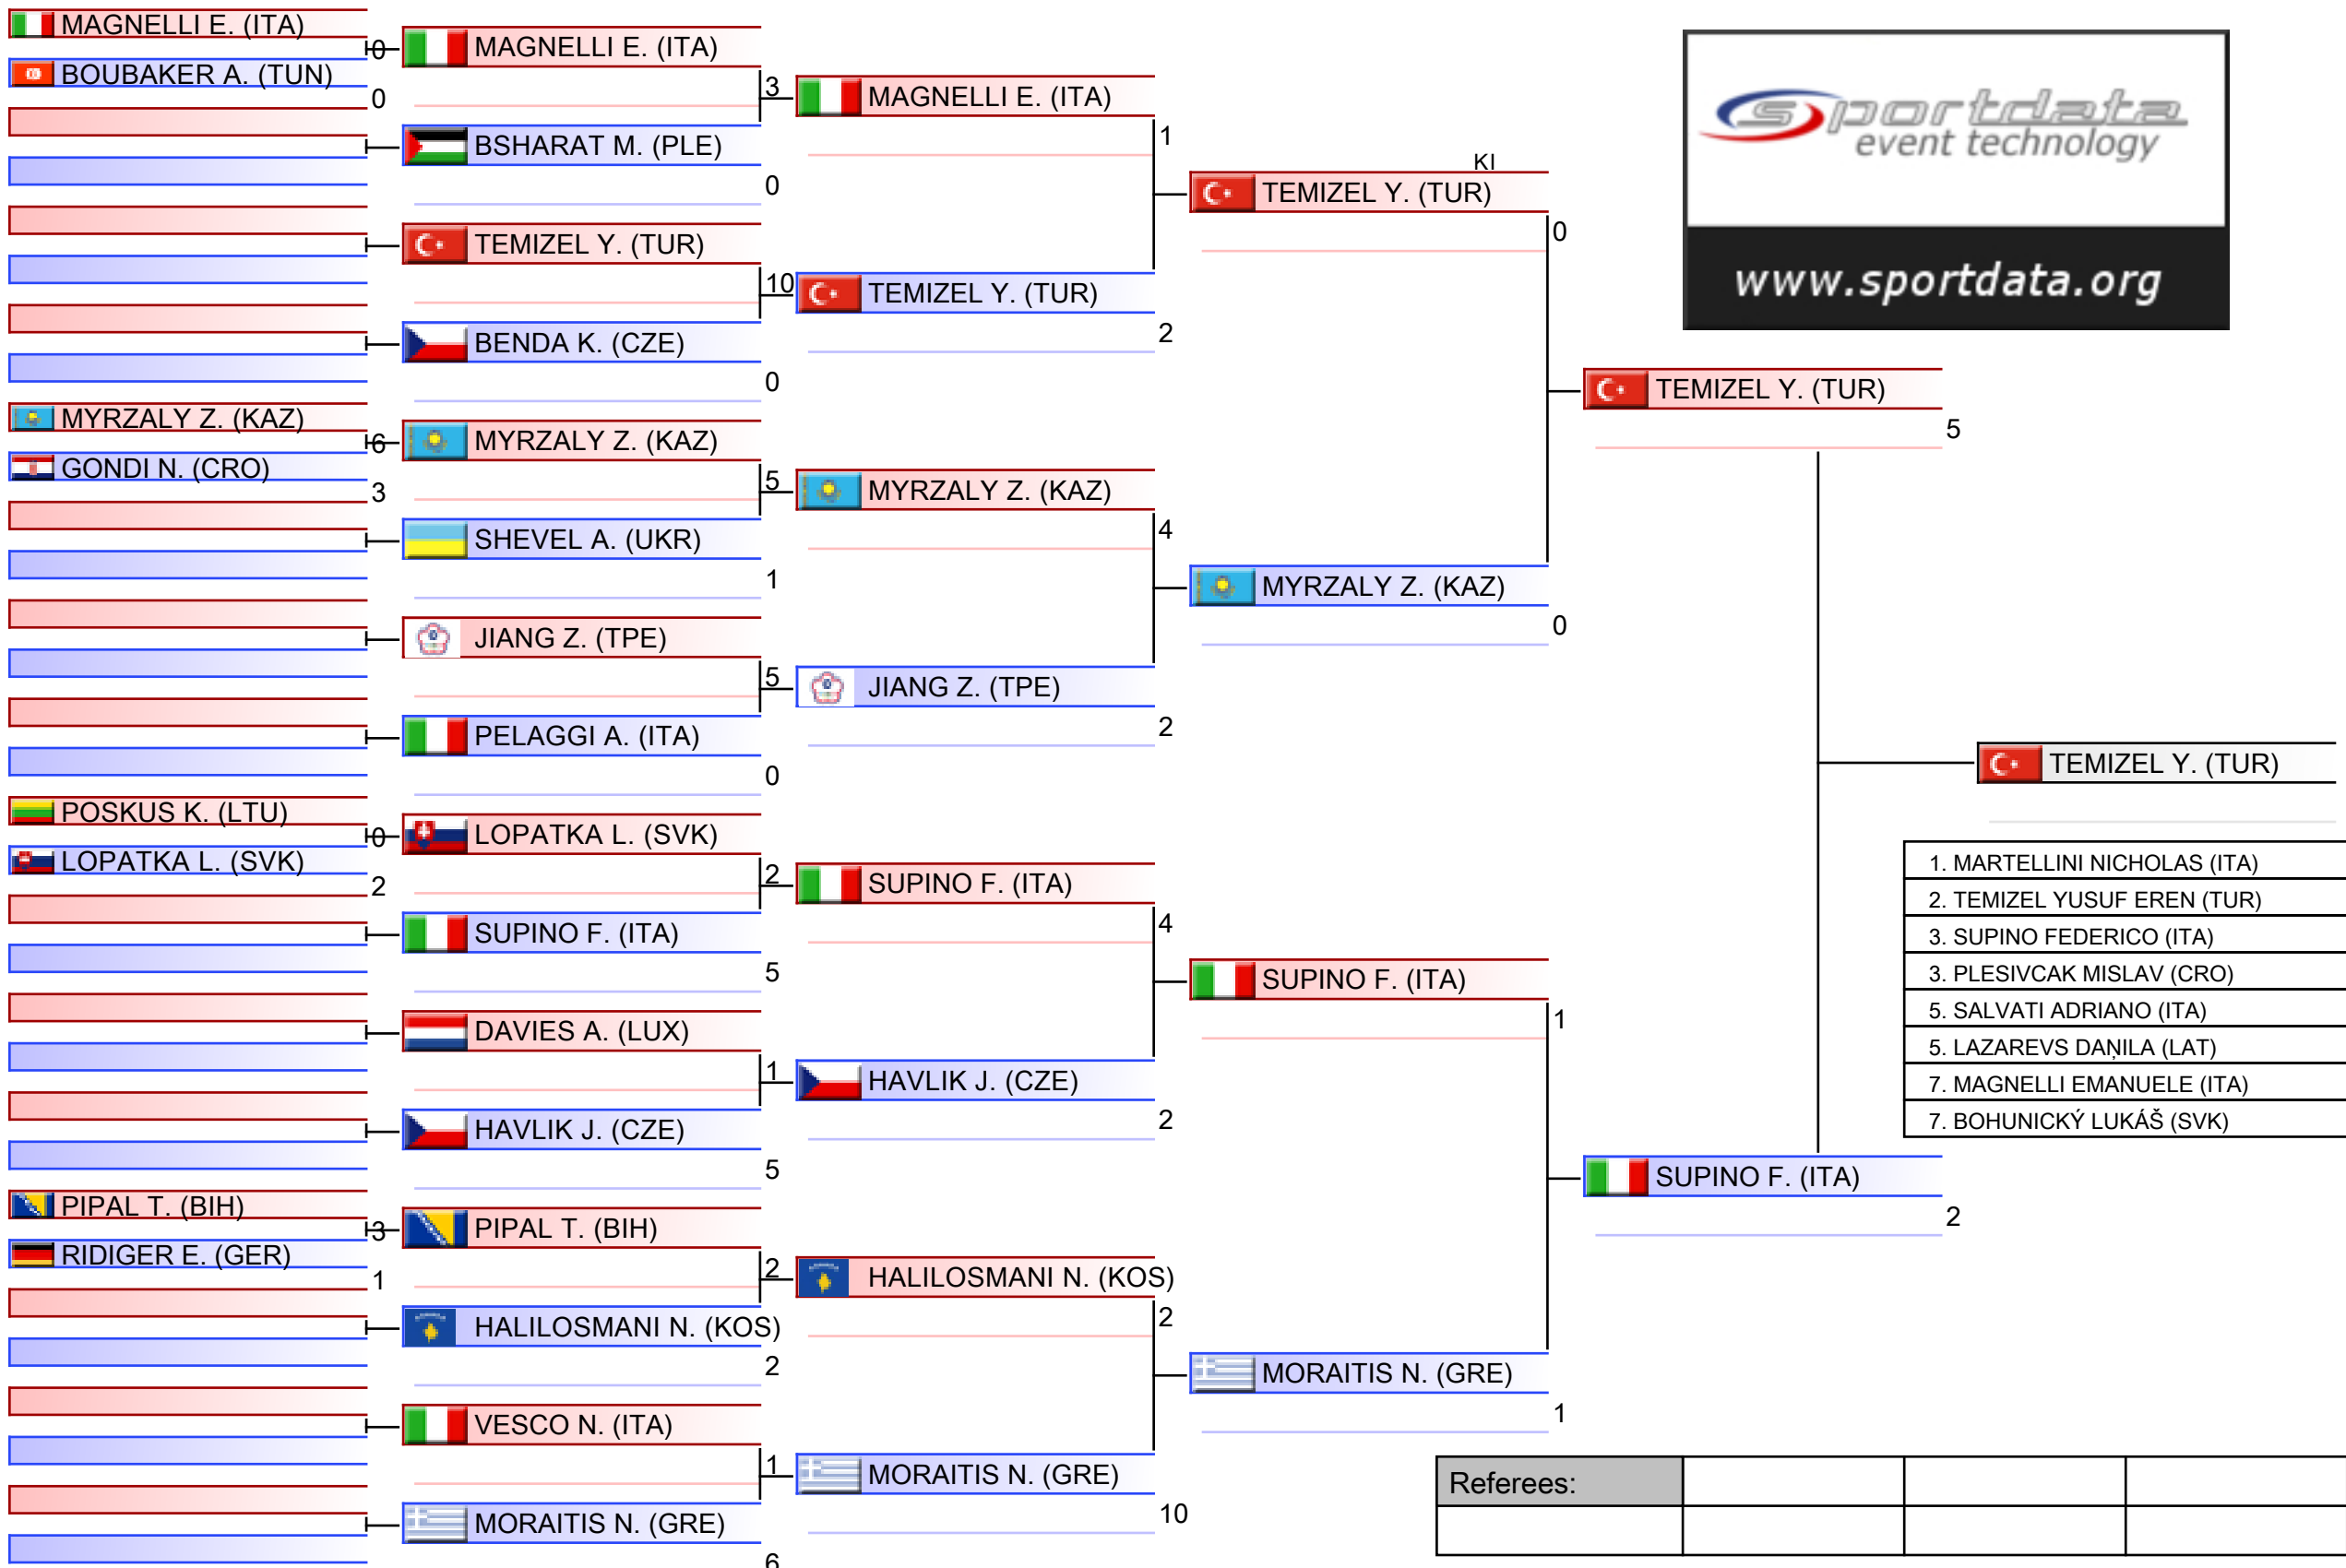 MAGNELLI E. (ITA)
0
BOUBAKER A. (TUN)
0
MYRZALY Z. (KAZ)
6
GONDI N. (CRO)
3
POSKUS K. (LTU)
0
LOPATKA L. (SVK)
2
PIPAL T. (BIH)
3
RIDIGER E. (GER)
1
MAGNELLI E. (ITA)
3
BSHARAT M. (PLE)
0
TEMIZEL Y. (TUR)
10
BENDA K. (CZE)
0
MYRZALY Z. (KAZ)
5
SHEVEL A. (UKR)
1
JIANG Z. (TPE)
5
PELAGGI A. (ITA)
0
LOPATKA L. (SVK)
2
SUPINO F. (ITA)
5
DAVIES A. (LUX)
1
HAVLIK J. (CZE)
5
PIPAL T. (BIH)
2
HALILOSMANI N. (KOS)
2
VESCO N. (ITA)
1
MORAITIS N. (GRE)
6
MAGNELLI E. (ITA)
1
TEMIZEL Y. (TUR)
2
MYRZALY Z. (KAZ)
4
JIANG Z. (TPE)
2
SUPINO F. (ITA)
4
HAVLIK J. (CZE)
2
HALILOSMANI N. (KOS)
2
MORAITIS N. (GRE)
10
KI
TEMIZEL Y. (TUR)
0
MYRZALY Z. (KAZ)
0
SUPINO F. (ITA)
1
MORAITIS N. (GRE)
1
TEMIZEL Y. (TUR)
5
SUPINO F. (ITA)
2
TEMIZEL Y. (TUR)
sportdata
event technology
www.sportdata.org
1. MARTELLINI NICHOLAS (ITA)
2. TEMIZEL YUSUF EREN (TUR)
3. SUPINO FEDERICO (ITA)
3. PLESIVCAK MISLAV (CRO)
5. SALVATI ADRIANO (ITA)
5. LAZAREVS DAŅILA (LAT)
7. MAGNELLI EMANUELE (ITA)
7. BOHUNICKÝ LUKÁŠ (SVK)
Referees: